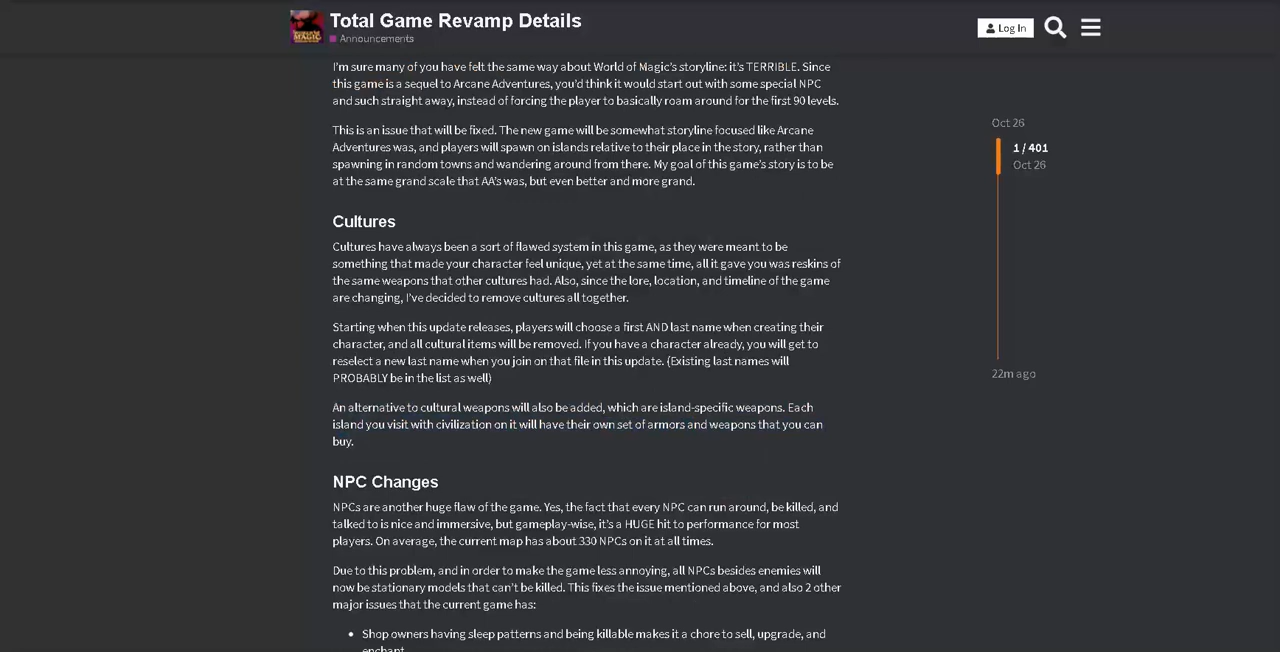 Total Game Revamp Details
Announcements
Log In
I'm sure many of you have felt the same way about World of Magic's storyline: it's TERRIBLE. Since
this game is a sequel to Arcane Adventures, you'd think it would start out with some special NPC
and such straight away, instead of forcing the player to basically roam around for the first 90 levels.
This is an issue that will be fixed. The new game will be somewhat storyline focused like Arcane
Adventures was, and players will spawn on islands relative to their place in the story, rather than
spawning in random towns and wandering around from there. My goal of this game's story is to be
at the same grand scale that AA's was, but even better and more grand.
Oct 26
1 / 401
Oct 26
22m ago
Cultures
Cultures have always been a sort of flawed system in this game, as they were meant to be
something that made your character feel unique, yet at the same time, all it gave you was reskins of
the same weapons that other cultures had. Also, since the lore, location, and timeline of the game
are changing, I've decided to remove cultures all together.
Starting when this update releases, players will choose a first AND last name when creating their
character, and all cultural items will be removed. If you have a character already, you will get to
reselect a new last name when you join on that file in this update. (Existing last names will
PROBABLY be in the list as well)
An alternative to cultural weapons will also be added, which are island-specific weapons. Each
island you visit with civilization on it will have their own set of armors and weapons that you can
buy.
NPC Changes
NPCs are another huge flaw of the game. Yes, the fact that every NPC can run around, be killed, and
talked to is nice and immersive, but gameplay-wise, it's a HUGE hit to performance for most
players. On average, the current map has about 330 NPCs on it at all times.
Due to this problem, and in order to make the game less annoying, all NPCs besides enemies will
now be stationary models that can't be killed. This fixes the issue mentioned above, and also 2 other
major issues that the current game has:
• Shop owners having sleep patterns and being killable makes it a chore to sell, upgrade, and
enchant